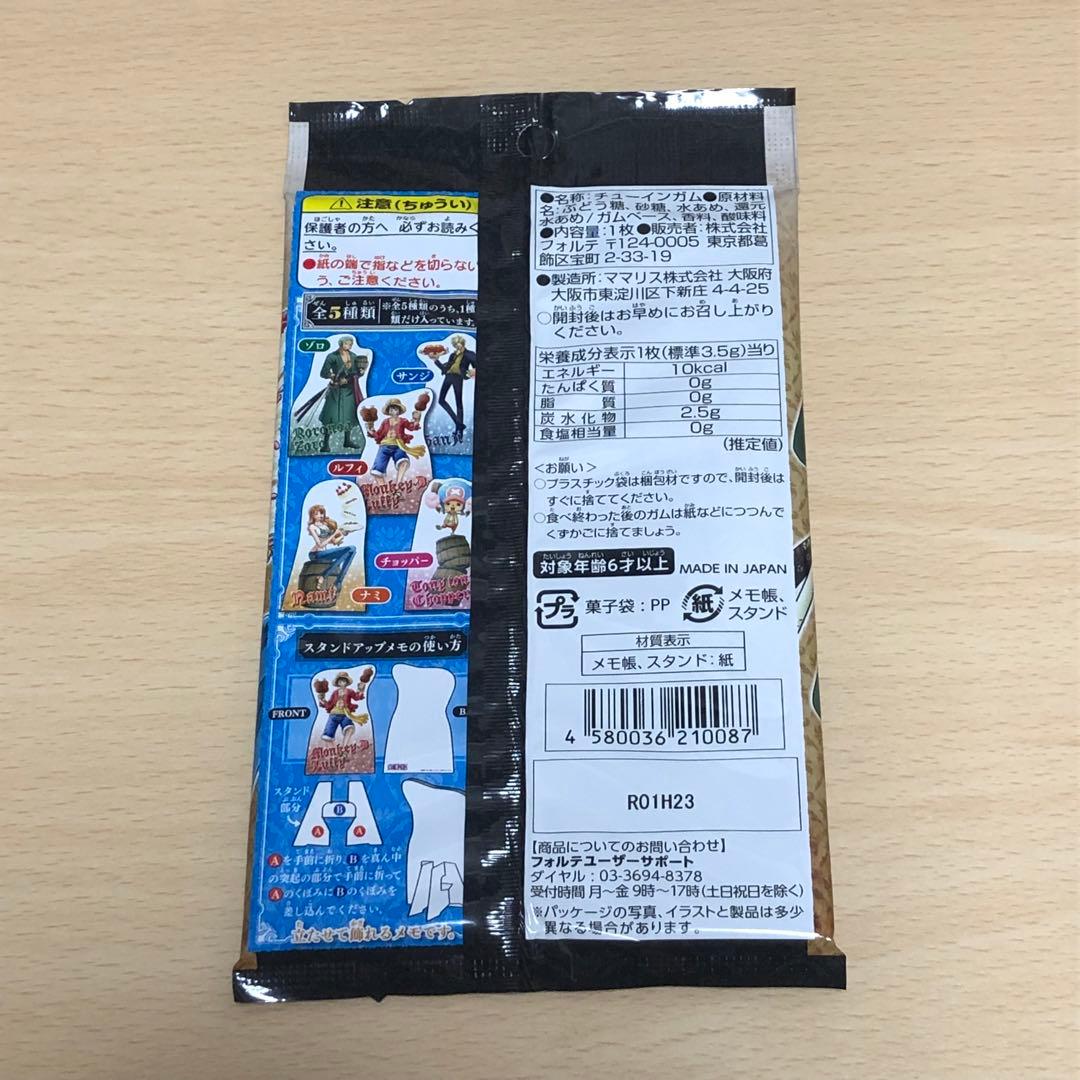 ⚠注意(ちゅうい)
保護者の方へ 必ずお読みく
さい。
●紙の端で指などを切らない
う、ご注意ください。
全5種類
※全5種類のうち、1種
類だけ入っています。
ゾロ
サンジ
Zoro
ルフィ
Monkey・D
Luffy
チョッパー
Nami
ナミ
Tony Tony
Chopper
スタンドアップメモの使い方
FRONT
B
Monkey・D
Luffy
スタンド
部分
B
A A
Aを手前に折り、Bを真ん中
の突起の部分で手前に折って
AのくぼみにBのくぼみを
差し込んでください。
立たせて飾れるメモです。
●名称:チューインガム●原材料
名:ぶどう糖、砂糖、水あめ、還元
水あめ/ガムベース、香料、酸味料
●内容量:1枚●販売者:株式会社
フォルテ 〒124-0005 東京都葛
飾区宝町2-33-19
●製造所:ママリス株式会社 大阪府
大阪市東淀川区下新庄4-4-25
○開封後はお早めにお召し上がり
ください。
栄養成分表示1枚(標準3.5g)当り
エネルギー 10kcal
たんぱく質 0g
脂質 0g
炭水化物 2.5g
食塩相当量 0g
(推定値)
<お願い>
○プラスチック袋は梱包材ですので、開封後は
すぐに捨ててください。
○食べ終わった後のガムは紙などにつつんで
くずかごに捨てましょう。
対象年齢6才以上 MADE IN JAPAN
プラ 菓子袋:PP 紙 メモ帳、
スタンド
材質表示
メモ帳、スタンド:紙
4 580036 210087
R01H23
【商品についてのお問い合わせ】
フォルテユーザーサポート
ダイヤル:03-3694-8378
受付時間 月~金 9時~17時(土日祝日を除く)
※パッケージの写真、イラストと製品は多少
異なる場合があります。